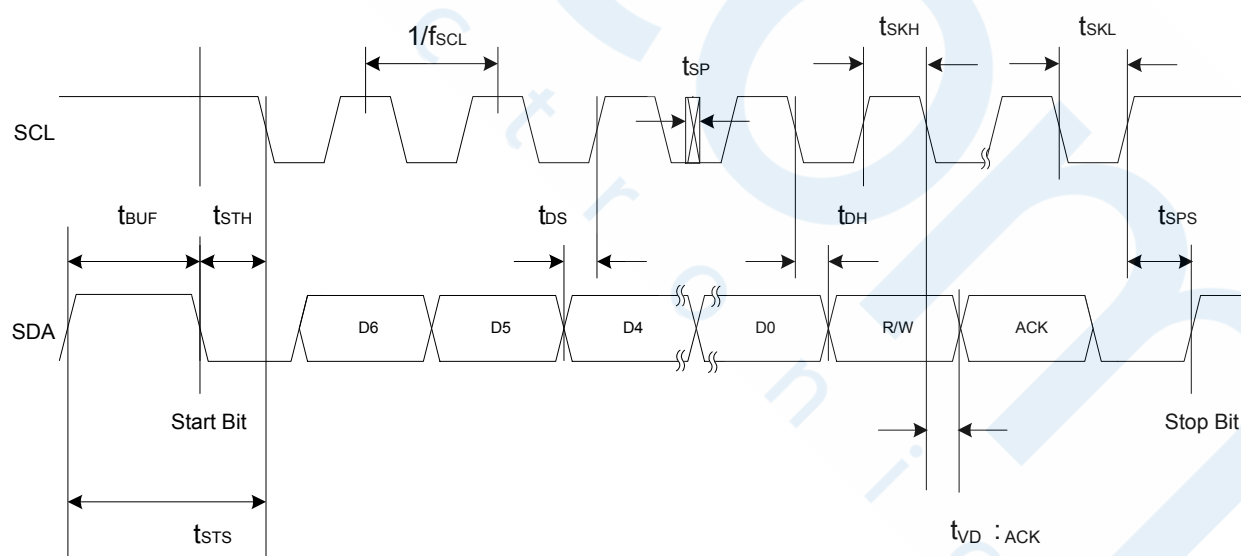 1/fSCL
tSP
tSKH
tSKL
SCL
tBUF
tSTH
tDS
tDH
tSPS
SDA
D6
D5
D4
D0
R/W
ACK
Start Bit
Stop Bit
tSTS
tVD :ACK